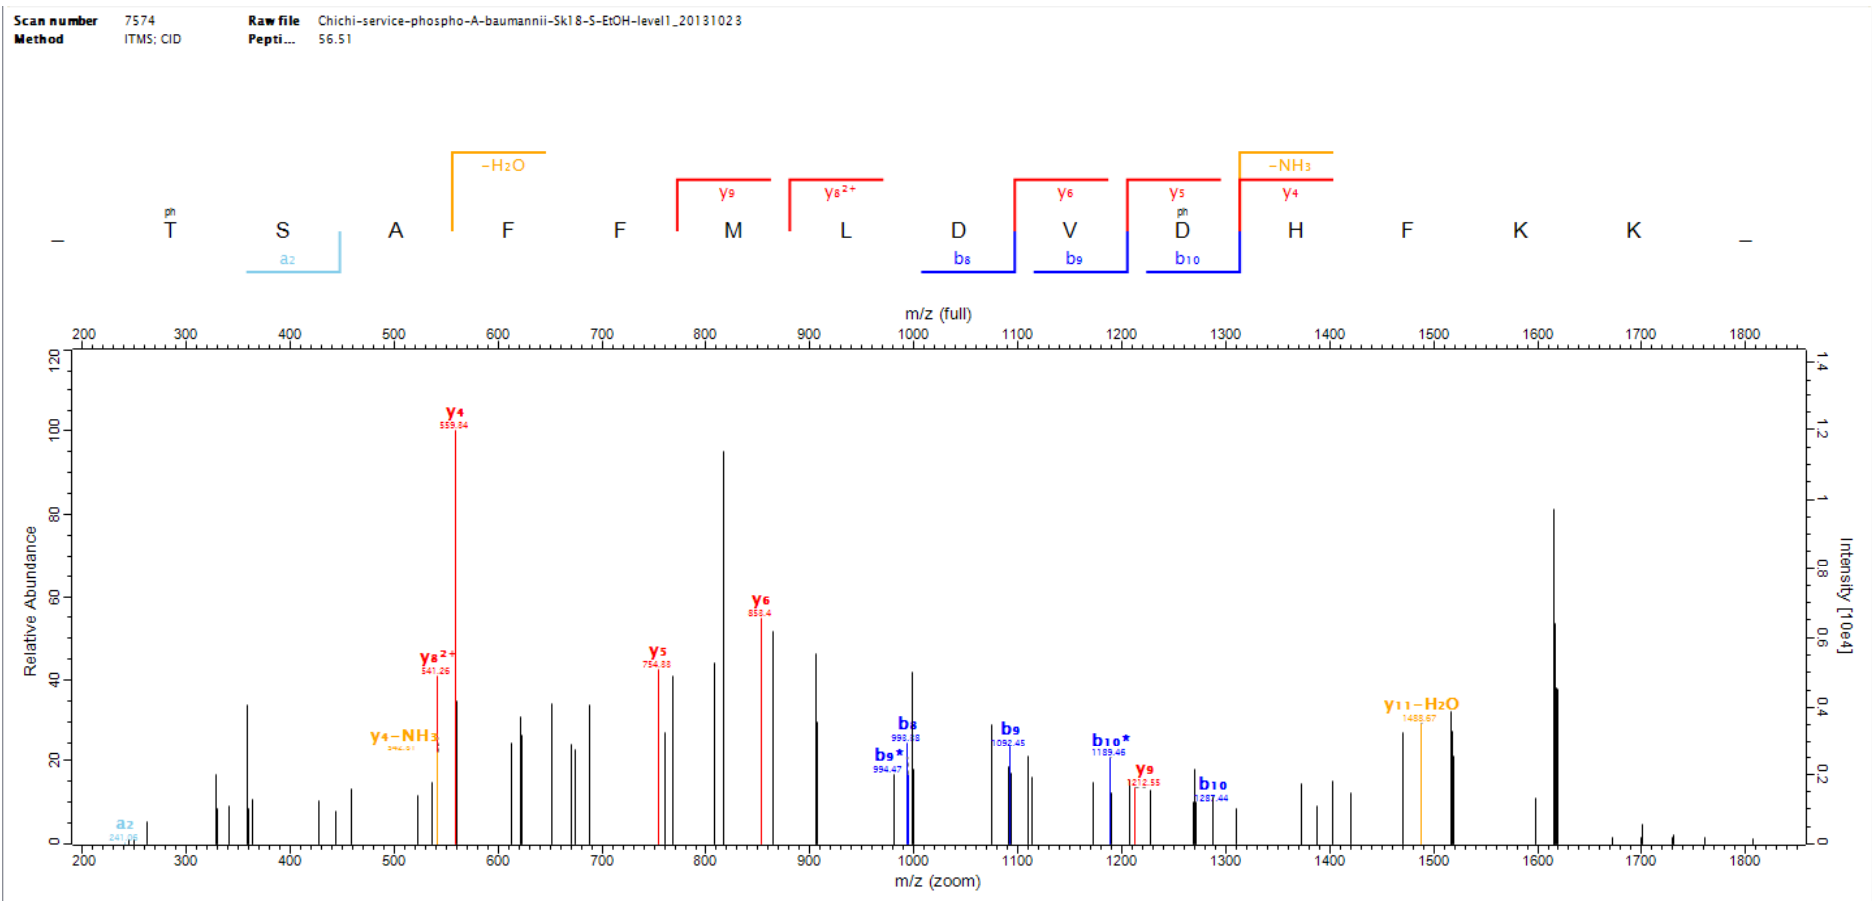 Scan number 7574 Raw file Chichi-service-phospho-A-baumannii-Sk18-S-EtOH-level1_20131023
Method ITMS; CID Pepti... 56.51
-H₂O -NH₃
y₉ y₈²⁺ y₆ y₅ y₄
ph ph
_ T S A F F M L D V D H F K K _
a₂ b₈ b₉ b₁₀
m/z (full)
200 300 400 500 600 700 800 900 1000 1100 1200 1300 1400 1500 1600 1700 1800
120 1.4
y₄
559.34
100 1.2
80 1
y₆
853.4
60 0.8
y₈²⁺
541.26
y₅
754.33
0.6
40
y₁₁-H₂O
1488.67
0.4
y₄-NH₃
b₈
b₉
1092.45
b₁₀*
1189.46
b₉*
994.47
y₉
1212.55
20 0.2
b₁₀
1287.44
a₂
241.06
0 0
Relative Abundance
Intensity [10e4]
200 300 400 500 600 700 800 900 1000 1100 1200 1300 1400 1500 1600 1700 1800
m/z (zoom)